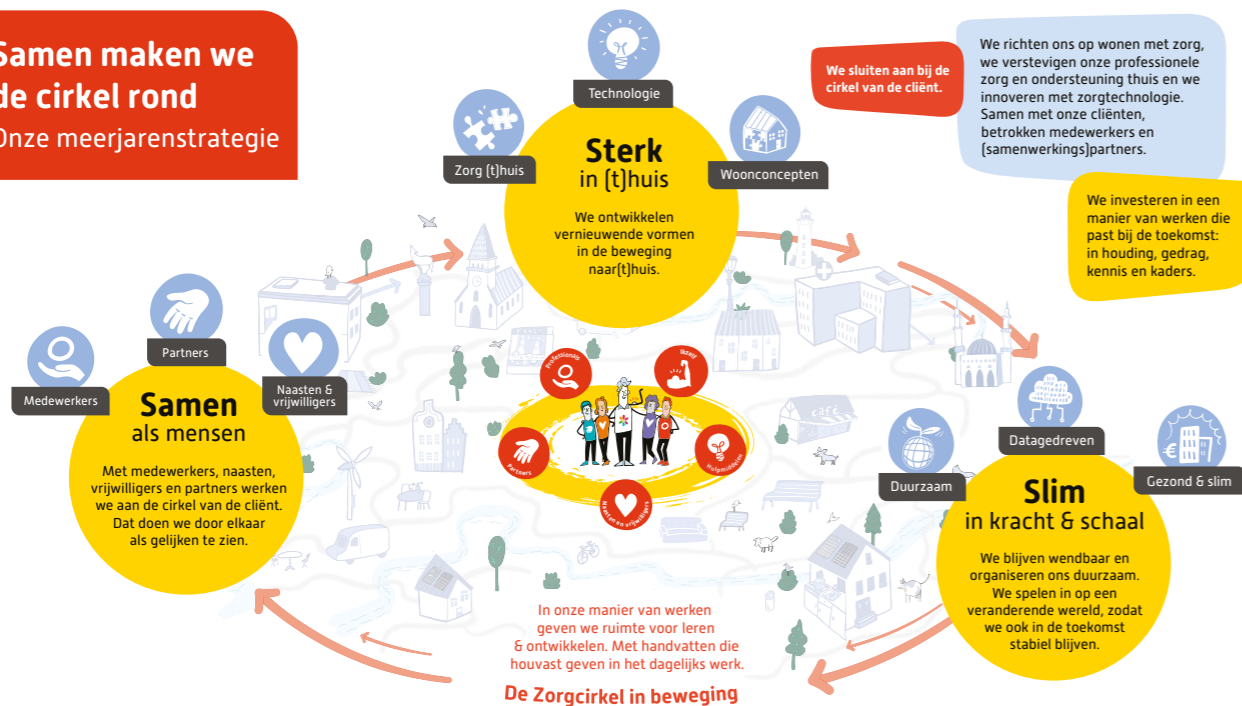 Samen maken we
de cirkel rond
Onze meerjarenstrategie
Technologie
Zorg (t)huis
Woonconcepten
Sterk
in (t)huis
We ontwikkelen
vernieuwende vormen
in de beweging
naar(t)huis.
We sluiten aan bij de
cirkel van de cliënt.
We richten ons op wonen met zorg,
we verstevigen onze professionele
zorg en ondersteuning thuis en we
innoveren met zorgtechnologie.
Samen met onze cliënten,
betrokken medewerkers en
(samenwerkings)partners.
We investeren in een
manier van werken die
past bij de toekomst:
in houding, gedrag,
kennis en kaders.
Partners
Medewerkers
Naasten &
vrijwilligers
Samen
als mensen
Met medewerkers, naasten,
vrijwilligers en partners werken
we aan de cirkel van de cliënt.
Dat doen we door elkaar
als gelijken te zien.
Professionals
Ikzelf
Partners
Hulpmiddelen
Naasten en vrijwilligers
café
Datagedreven
Duurzaam
Gezond & slim
Slim
in kracht & schaal
We blijven wendbaar en
organiseren ons duurzaam.
We spelen in op een
veranderende wereld, zodat
we ook in de toekomst
stabiel blijven.
In onze manier van werken
geven we ruimte voor leren
& ontwikkelen. Met handvatten die
houvast geven in het dagelijks werk.
De Zorgcirkel in beweging